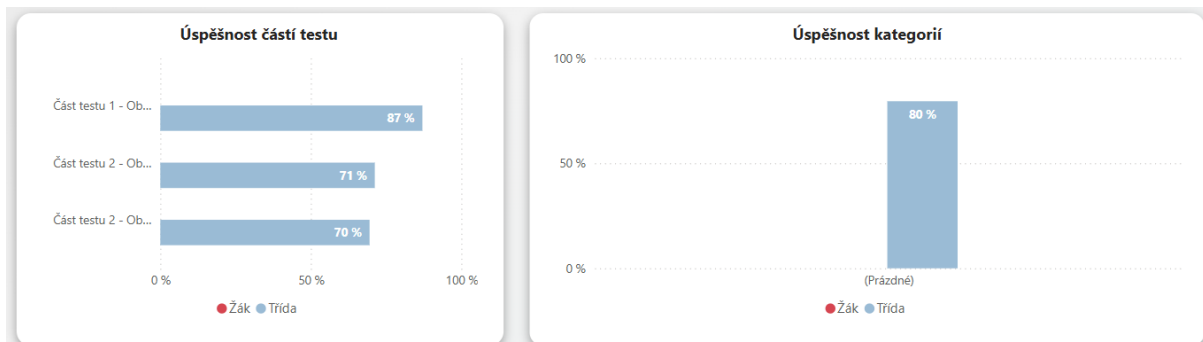 Úspěšnost částí testu
Část testu 1 - Ob...
87 %
Část testu 2 - Ob...
71 %
Část testu 2 - Ob...
70 %
0 %
50 %
100 %
Žák
Třída
Úspěšnost kategorií
100 %
80 %
50 %
0 %
(Prázdné)
Žák
Třída